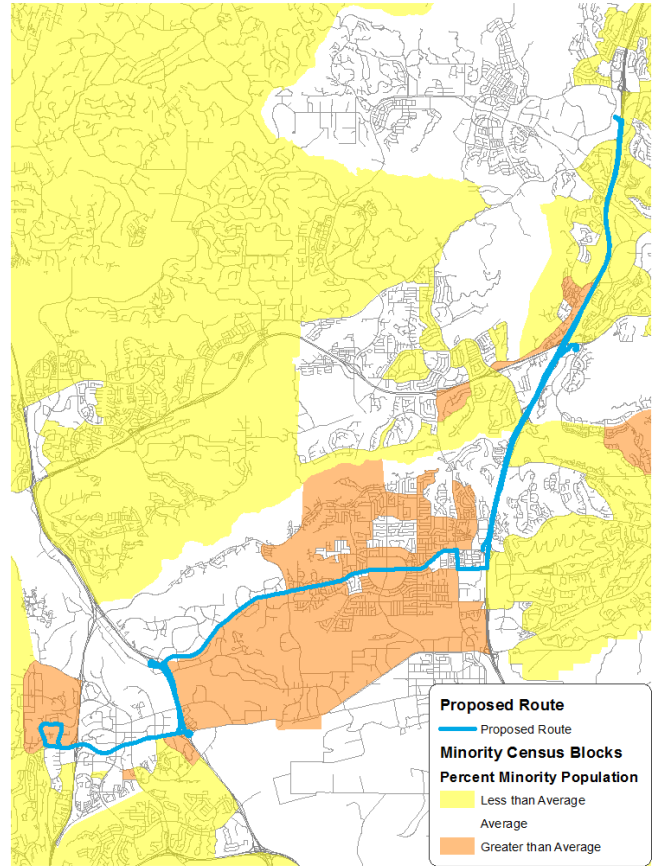 Proposed Route
Proposed Route
Minority Census Blocks
Percent Minority Population
Less than Average
Average
Greater than Average